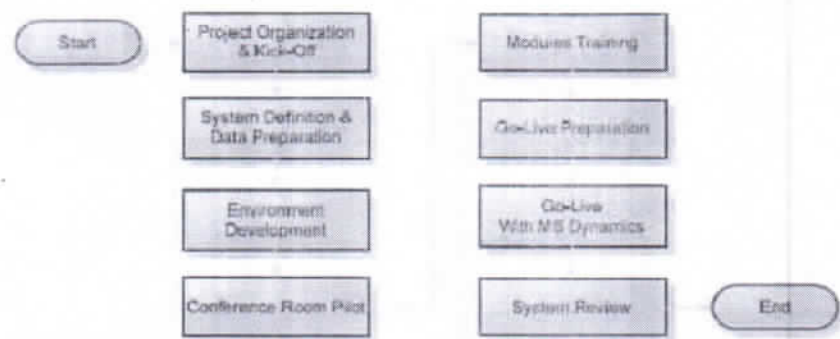 Start
Project Organization
& Kick-Off
System Definition &
Data Preparation
Environment
Development
Conference Room Pilot
Modules Training
Go-Live Preparation
Go-Live
With MS Dynamics
System Review
End